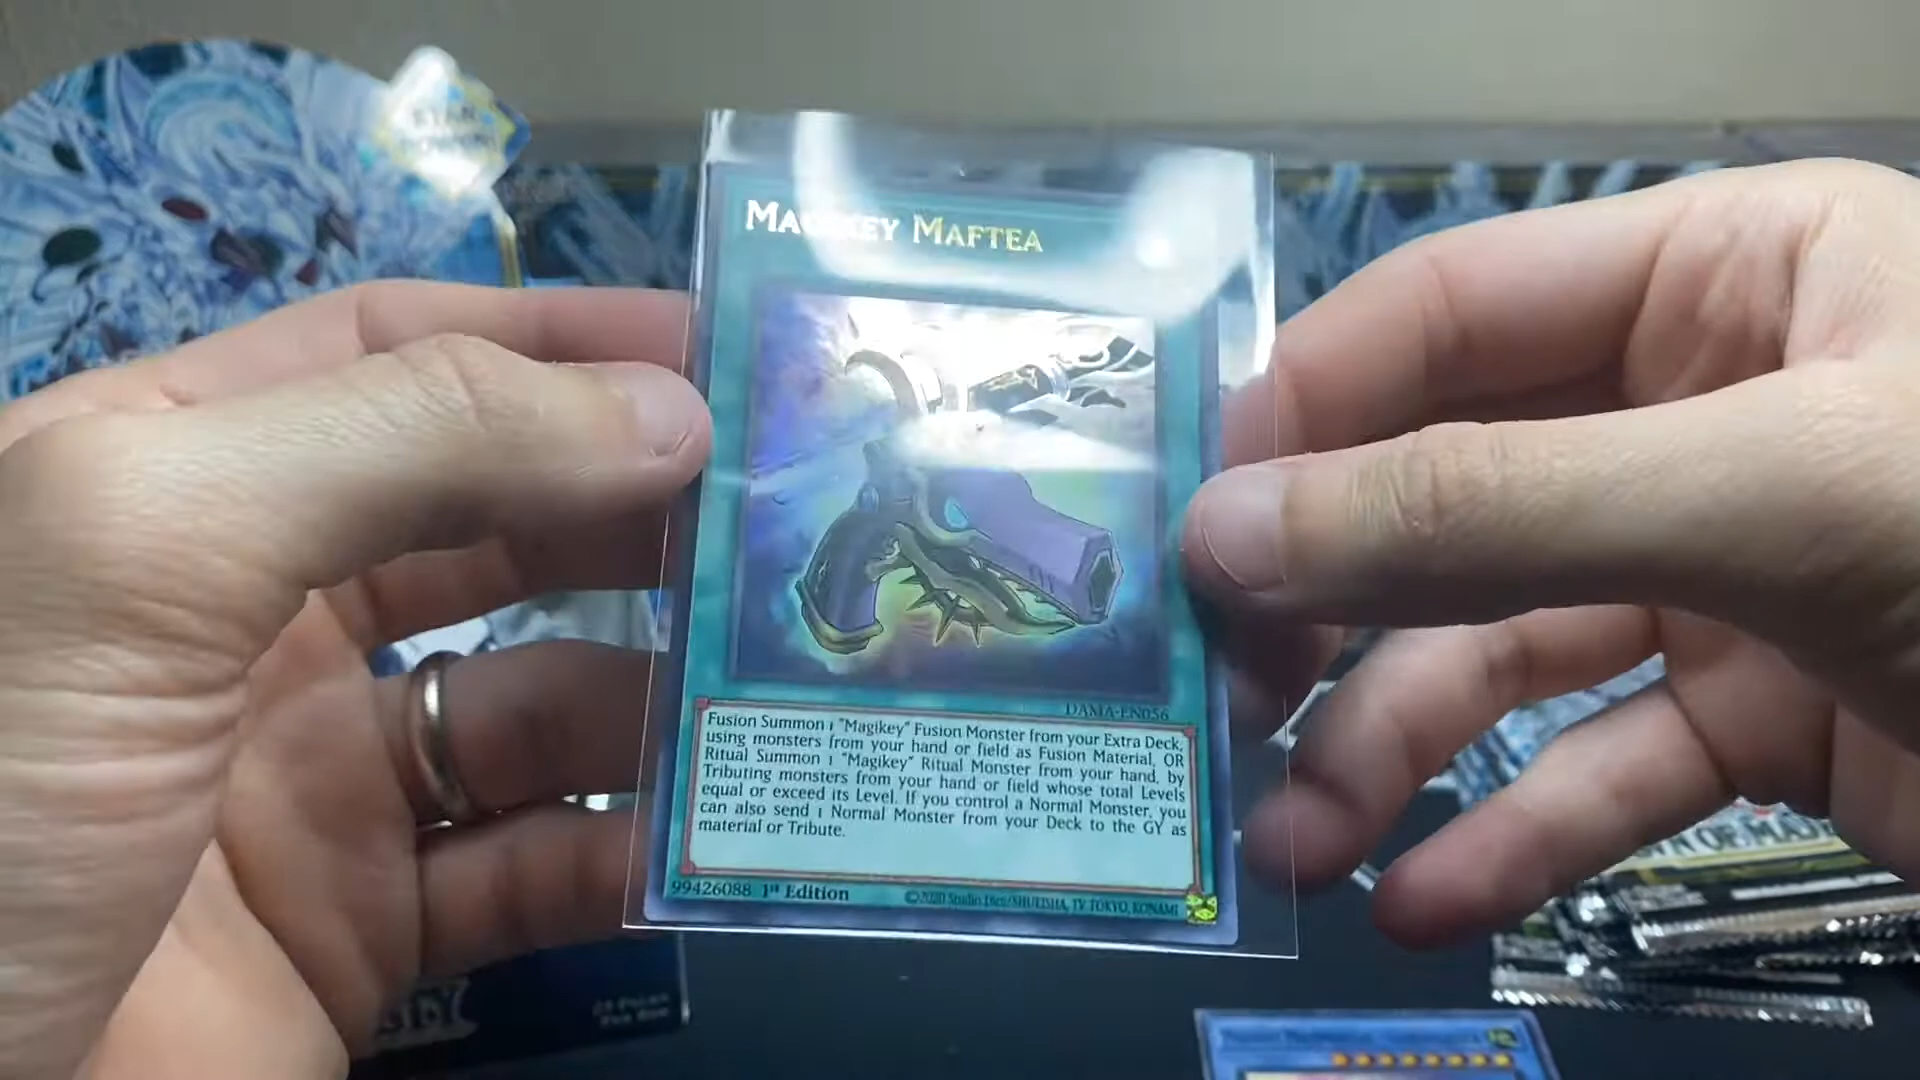 MAGIKEY MAFTEA
DAMA-EN056
Fusion Summon 1 "Magikey" Fusion Monster from your Extra Deck,
using monsters from your hand or field as Fusion Material, OR
Ritual Summon 1 "Magikey" Ritual Monster from your hand, by
Tributing monsters from your hand or field whose total Levels
equal or exceed its Level. If you control a Normal Monster, you
can also send 1 Normal Monster from your Deck to the GY as
material or Tribute.
99426088 1st Edition
©2020 Studio Dice/SHUEISHA, TV TOKYO, KONAMI